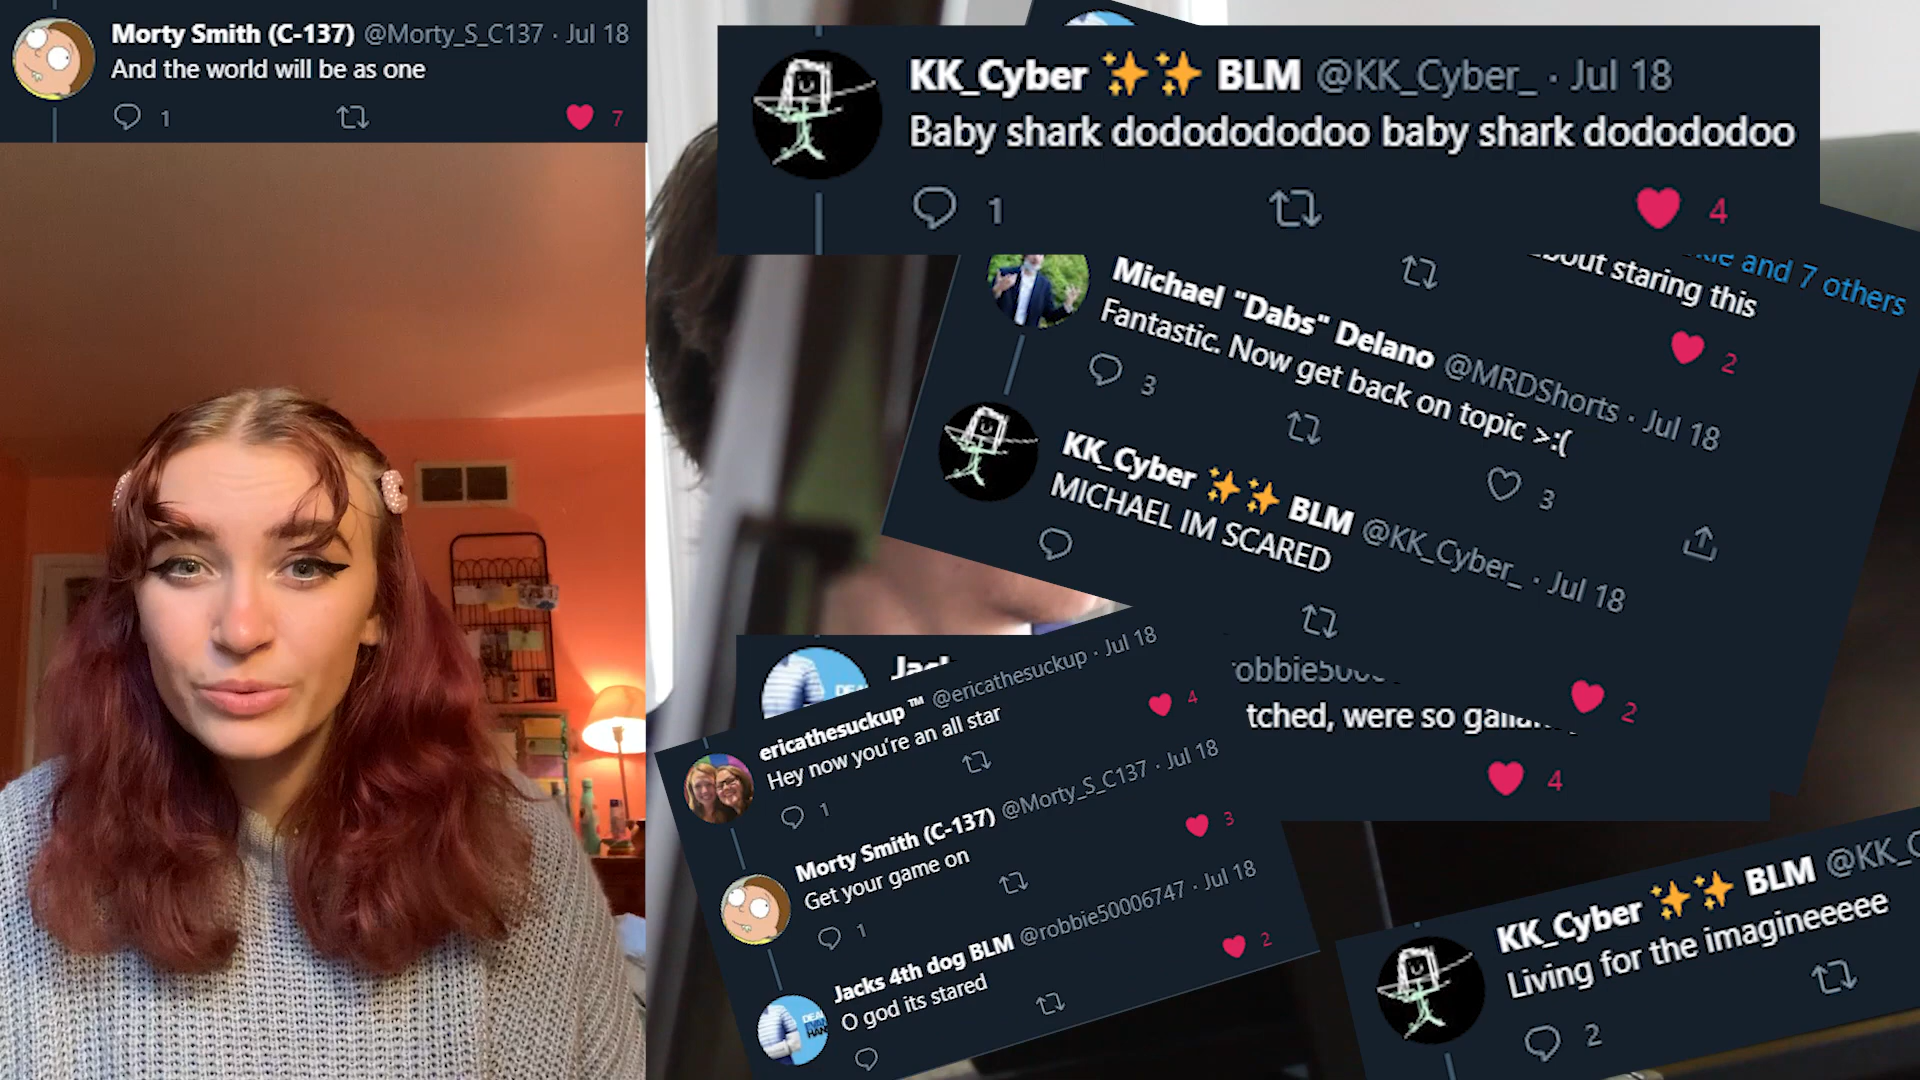 Morty Smith (C-137) @Morty_S_C137 · Jul 18
And the world will be as one
1 7
KK_Cyber ✨✨ BLM @KK_Cyber_ · Jul 18
Baby shark dodododododoo baby shark dodododoo
1 4
and 7 others
about staring this
2
Michael "Dabs" Delano @MRDShorts · Jul 18
Fantastic. Now get back on topic >:(
3 3
KK_Cyber ✨✨ BLM @KK_Cyber_ · Jul 18
MICHAEL IM SCARED
2
tched, were so
4
ericathesuckup ™ @ericathesuckup · Jul 18
Hey now you're an all star
1 4
Morty Smith (C-137) @Morty_S_C137 · Jul 18
Get your game on
1 3
Jacks 4th dog BLM @robbie50006747 · Jul 18
O god its stared
2
KK_Cyber ✨✨ BLM @KK_C
Living for the imagineeeee
2